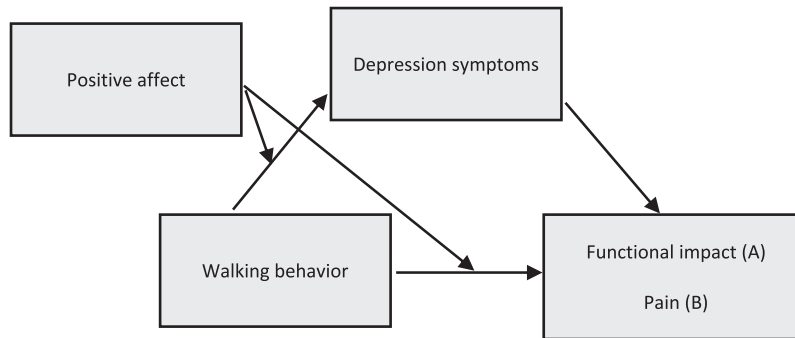 Positive affect
Depression symptoms
Walking behavior
Functional impact (A)
Pain (B)